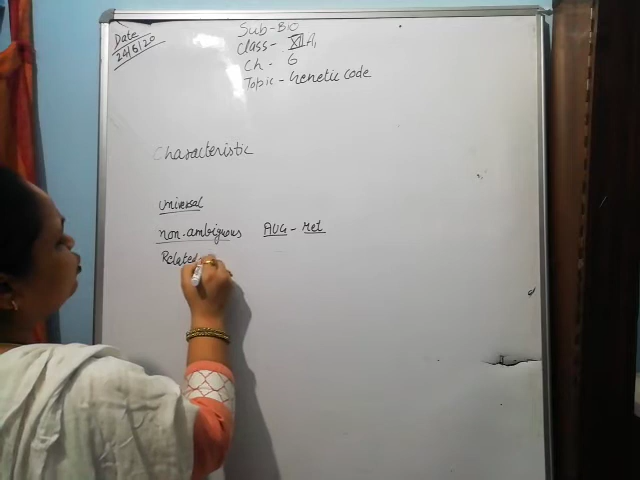 Date
24/6/20
Sub-Bio
Class- XII A1
Ch - 6
Topic - Genetic code
Characteristic
Universal
non-ambiguous AUG - Met
Related